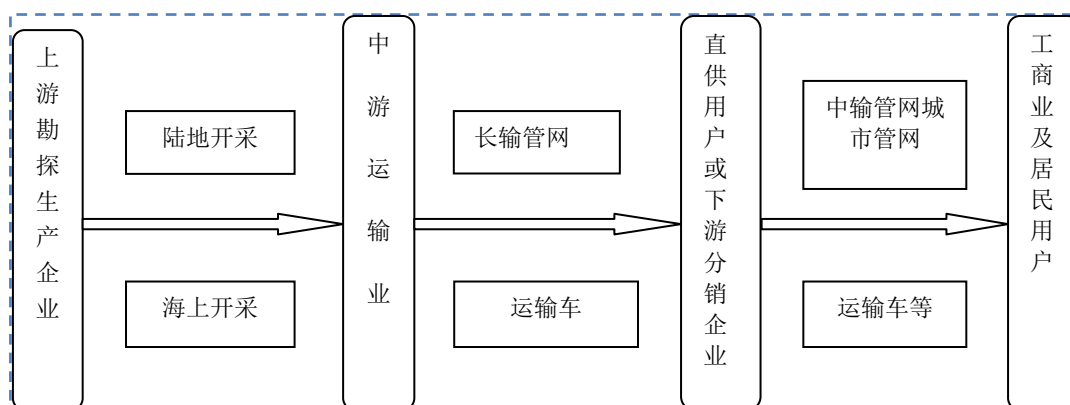 上游勘探生产企业
陆地开采
海上开采
中游运输业
长输管网
运输车
直供用户或下游分销企业
中输管网城
市管网
运输车等
工商业及居民用户